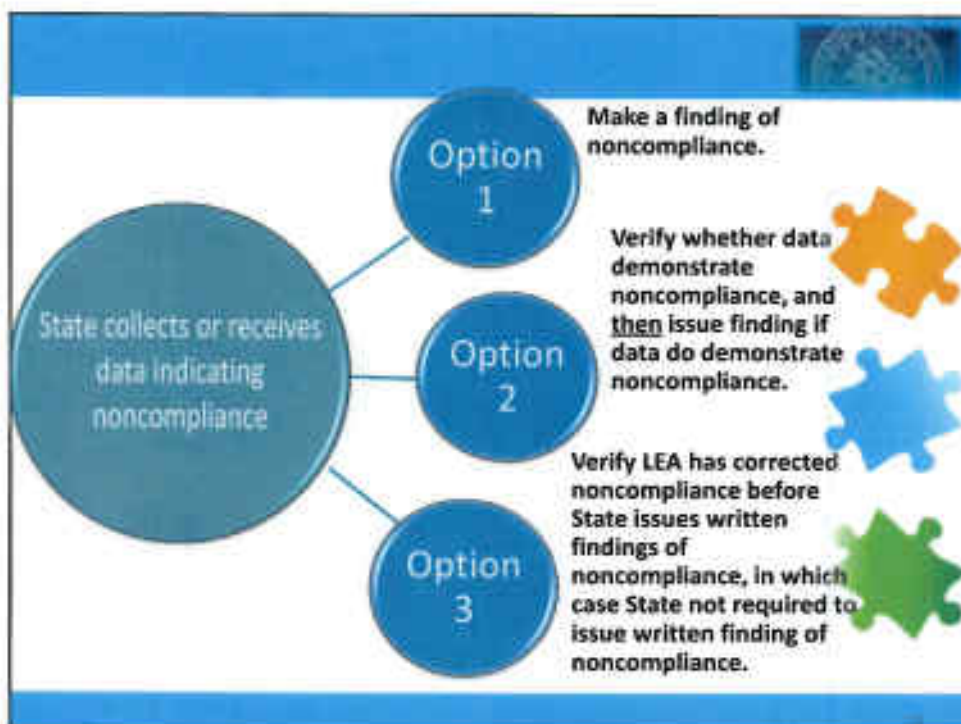 State collects or receives
data indicating
noncompliance
Option
1
Make a finding of
noncompliance.
Option
2
Verify whether data
demonstrate
noncompliance, and
then issue finding if
data do demonstrate
noncompliance.
Option
3
Verify LEA has corrected
noncompliance before
State issues written
findings of
noncompliance, in which
case State not required to
issue written finding of
noncompliance.